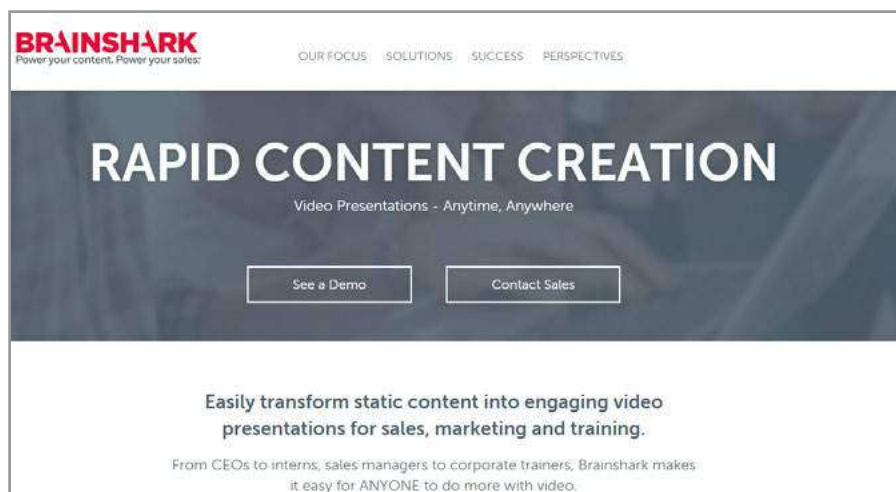 BRAINSHARK
Power your content. Power your sales.
OUR FOCUS SOLUTIONS SUCCESS PERSPECTIVES
RAPID CONTENT CREATION
Video Presentations - Anytime, Anywhere
See a Demo Contact Sales
Easily transform static content into engaging video
presentations for sales, marketing and training.
From CEOs to interns, sales managers to corporate trainers, Brainshark makes
it easy for ANYONE to do more with video.